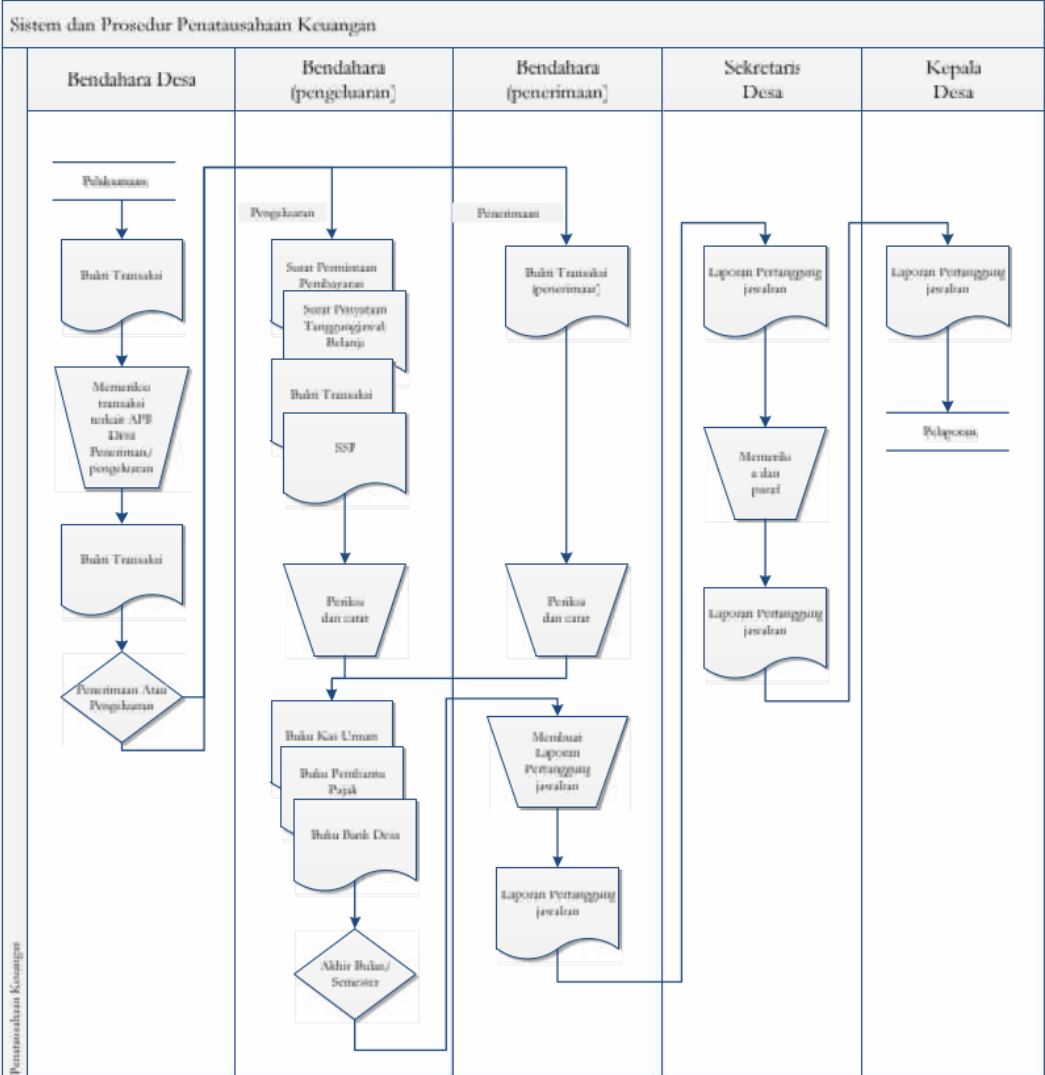 Sistem dan Prosedur Penatausahaan Keuangan
Bendahara Desa
Bendahara
(pengeluaran)
Bendahara
(penerimaan)
Sekretaris
Desa
Kepala
Desa
Pelaksanaan
Pengeluaran
Penerimaan
Bukti Transaksi
Memeriksa
transaksi
terkait APB
Desa
Peneriman/
pengeluaran
Bukti Transaksi
Penerimaan Atau
Pengeluaran
Surat Permintaan
Pembayaran
Surat Penyataan
Tanggungjawab
Belanja
Bukti Transaksi
SSP
Periksa
dan catat
Buku Kas Umum
Buku Pembantu
Pajak
Buku Bank Desa
Akhir Bulan/
Semester
Bukti Transaksi
(penerimaan)
Periksa
dan catat
Membuat
Laporan
Pertanggung
jawaban
Laporan Pertanggung
jawaban
Laporan Pertanggung
jawaban
Memeriks
a dan
paraf
Laporan Pertanggung
jawaban
Laporan Pertanggung
jawaban
Pelaporan
Penatausahaan Keuangan